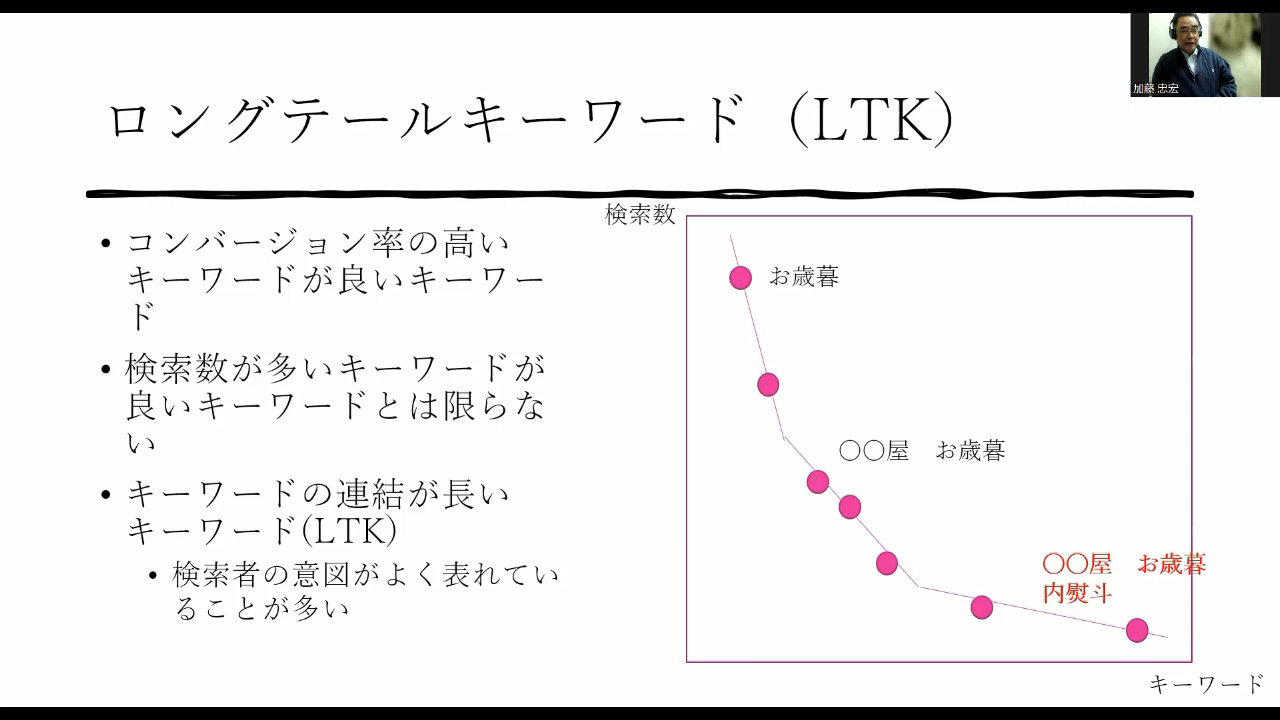 加藤 忠宏
ロングテールキーワード（LTK）
• コンバージョン率の高い
キーワードが良いキーワー
ド
• 検索数が多いキーワードが
良いキーワードとは限らな
い
• キーワードの連結が長い
キーワード(LTK)
• 検索者の意図がよく表れてい
ることが多い
検索数
お歳暮
〇〇屋　お歳暮
〇〇屋　お歳暮
内熨斗
キーワード